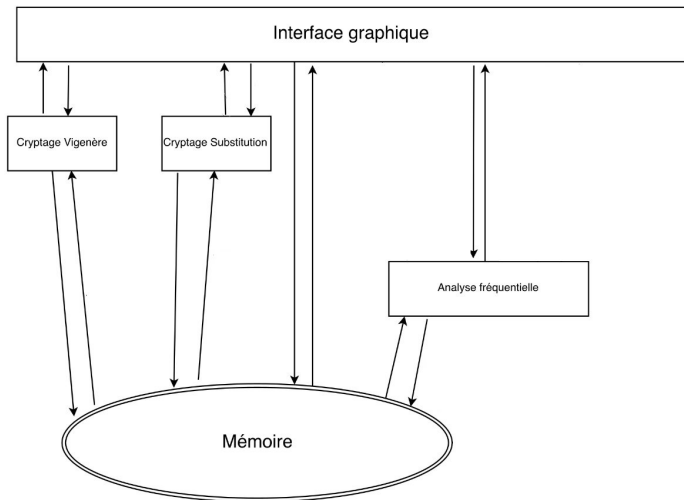 Interface graphique
Cryptage Vigenère
Cryptage Substitution
Analyse fréquentielle
Mémoire